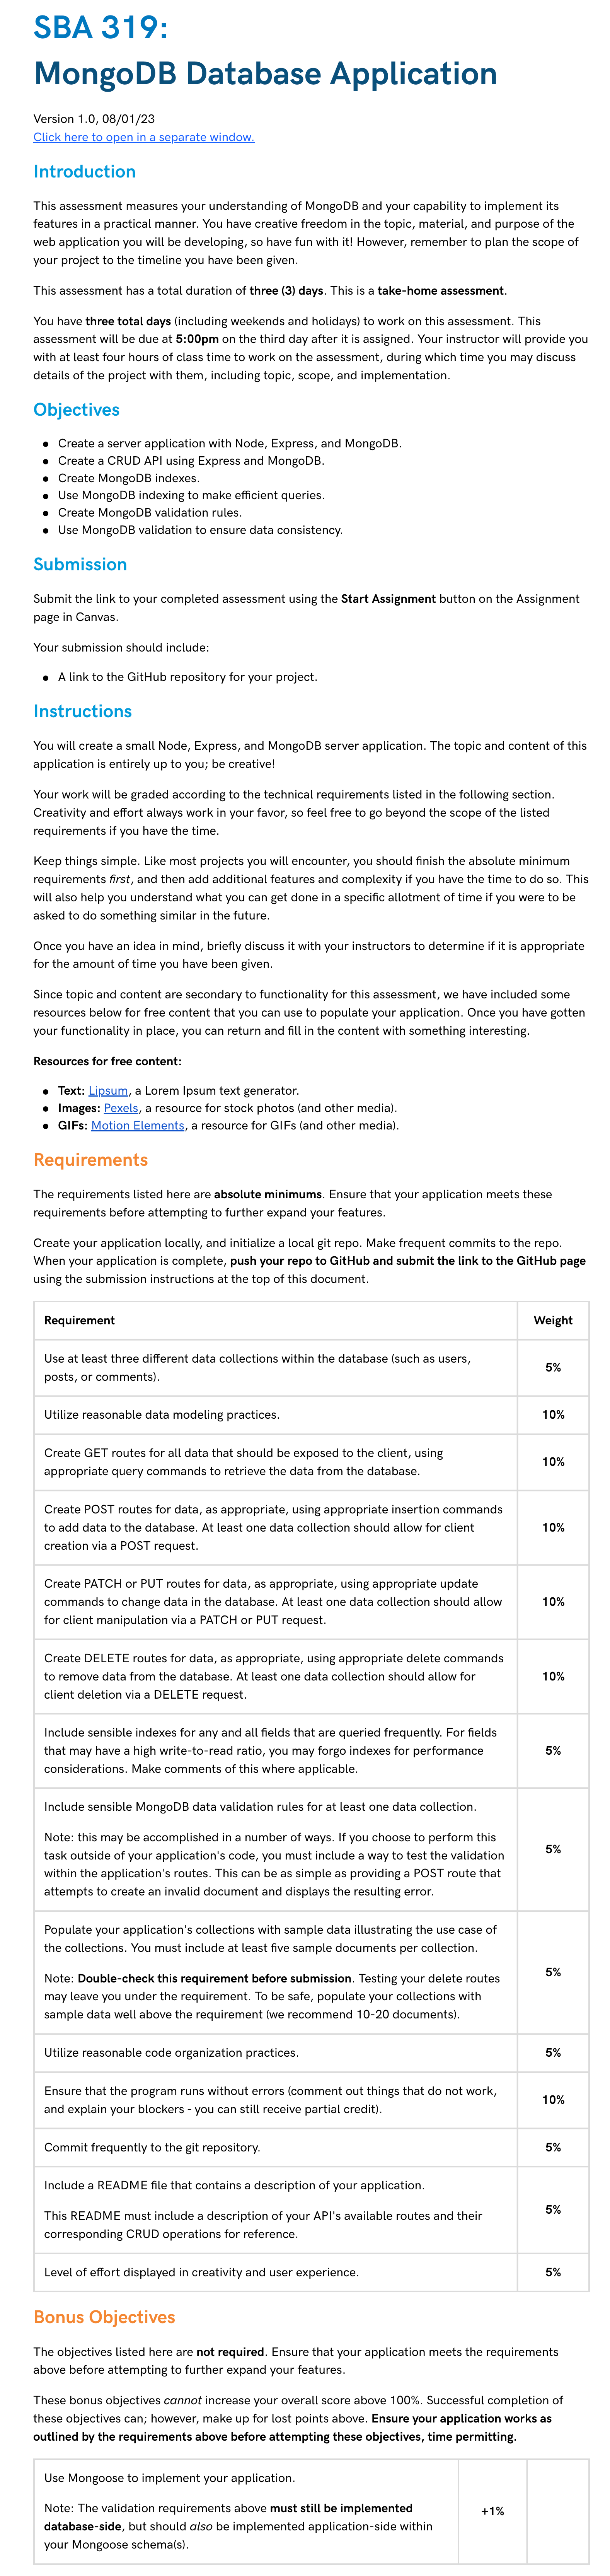 SBA 319:
MongoDB Database Application
Version 1.0, 08/01/23
Click here to open in a separate window.
Introduction
This assessment measures your understanding of MongoDB and your capability to implement its
features in a practical manner. You have creative freedom in the topic, material, and purpose of the
web application you will be developing, so have fun with it! However, remember to plan the scope of
your project to the timeline you have been given.
This assessment has a total duration of three (3) days. This is a take-home assessment.
You have three total days (including weekends and holidays) to work on this assessment. This
assessment will be due at 5:00pm on the third day after it is assigned. Your instructor will provide you
with at least four hours of class time to work on the assessment, during which time you may discuss
details of the project with them, including topic, scope, and implementation.
Objectives
● Create a server application with Node, Express, and MongoDB.
● Create a CRUD API using Express and MongoDB.
● Create MongoDB indexes.
● Use MongoDB indexing to make efficient queries.
● Create MongoDB validation rules.
● Use MongoDB validation to ensure data consistency.
Submission
Submit the link to your completed assessment using the Start Assignment button on the Assignment
page in Canvas.
Your submission should include:
● A link to the GitHub repository for your project.
Instructions
You will create a small Node, Express, and MongoDB server application. The topic and content of this
application is entirely up to you; be creative!
Your work will be graded according to the technical requirements listed in the following section.
Creativity and effort always work in your favor, so feel free to go beyond the scope of the listed
requirements if you have the time.
Keep things simple. Like most projects you will encounter, you should finish the absolute minimum
requirements first, and then add additional features and complexity if you have the time to do so. This
will also help you understand what you can get done in a specific allotment of time if you were to be
asked to do something similar in the future.
Once you have an idea in mind, briefly discuss it with your instructors to determine if it is appropriate
for the amount of time you have been given.
Since topic and content are secondary to functionality for this assessment, we have included some
resources below for free content that you can use to populate your application. Once you have gotten
your functionality in place, you can return and fill in the content with something interesting.
Resources for free content:
● Text: Lipsum, a Lorem Ipsum text generator.
● Images: Pexels, a resource for stock photos (and other media).
● GIFs: Motion Elements, a resource for GIFs (and other media).
Requirements
The requirements listed here are absolute minimums. Ensure that your application meets these
requirements before attempting to further expand your features.
Create your application locally, and initialize a local git repo. Make frequent commits to the repo.
When your application is complete, push your repo to GitHub and submit the link to the GitHub page
using the submission instructions at the top of this document.
Requirement Weight
Use at least three different data collections within the database (such as users,
posts, or comments).
5%
Utilize reasonable data modeling practices. 10%
Create GET routes for all data that should be exposed to the client, using
appropriate query commands to retrieve the data from the database.
10%
Create POST routes for data, as appropriate, using appropriate insertion commands
to add data to the database. At least one data collection should allow for client
creation via a POST request.
10%
Create PATCH or PUT routes for data, as appropriate, using appropriate update
commands to change data in the database. At least one data collection should allow
for client manipulation via a PATCH or PUT request.
10%
Create DELETE routes for data, as appropriate, using appropriate delete commands
to remove data from the database. At least one data collection should allow for
client deletion via a DELETE request.
10%
Include sensible indexes for any and all fields that are queried frequently. For fields
that may have a high write-to-read ratio, you may forgo indexes for performance
considerations. Make comments of this where applicable.
5%
Include sensible MongoDB data validation rules for at least one data collection.
Note: this may be accomplished in a number of ways. If you choose to perform this
task outside of your application's code, you must include a way to test the validation
within the application's routes. This can be as simple as providing a POST route that
attempts to create an invalid document and displays the resulting error.
5%
Populate your application's collections with sample data illustrating the use case of
the collections. You must include at least five sample documents per collection.
Note: Double-check this requirement before submission. Testing your delete routes
may leave you under the requirement. To be safe, populate your collections with
sample data well above the requirement (we recommend 10-20 documents).
5%
Utilize reasonable code organization practices. 5%
Ensure that the program runs without errors (comment out things that do not work,
and explain your blockers - you can still receive partial credit).
10%
Commit frequently to the git repository. 5%
Include a README file that contains a description of your application.
This README must include a description of your API's available routes and their
corresponding CRUD operations for reference.
5%
Level of effort displayed in creativity and user experience. 5%
Bonus Objectives
The objectives listed here are not required. Ensure that your application meets the requirements
above before attempting to further expand your features.
These bonus objectives cannot increase your overall score above 100%. Successful completion of
these objectives can; however, make up for lost points above. Ensure your application works as
outlined by the requirements above before attempting these objectives, time permitting.
Use Mongoose to implement your application.
Note: The validation requirements above must still be implemented
database-side, but should also be implemented application-side within
your Mongoose schema(s).
+1%